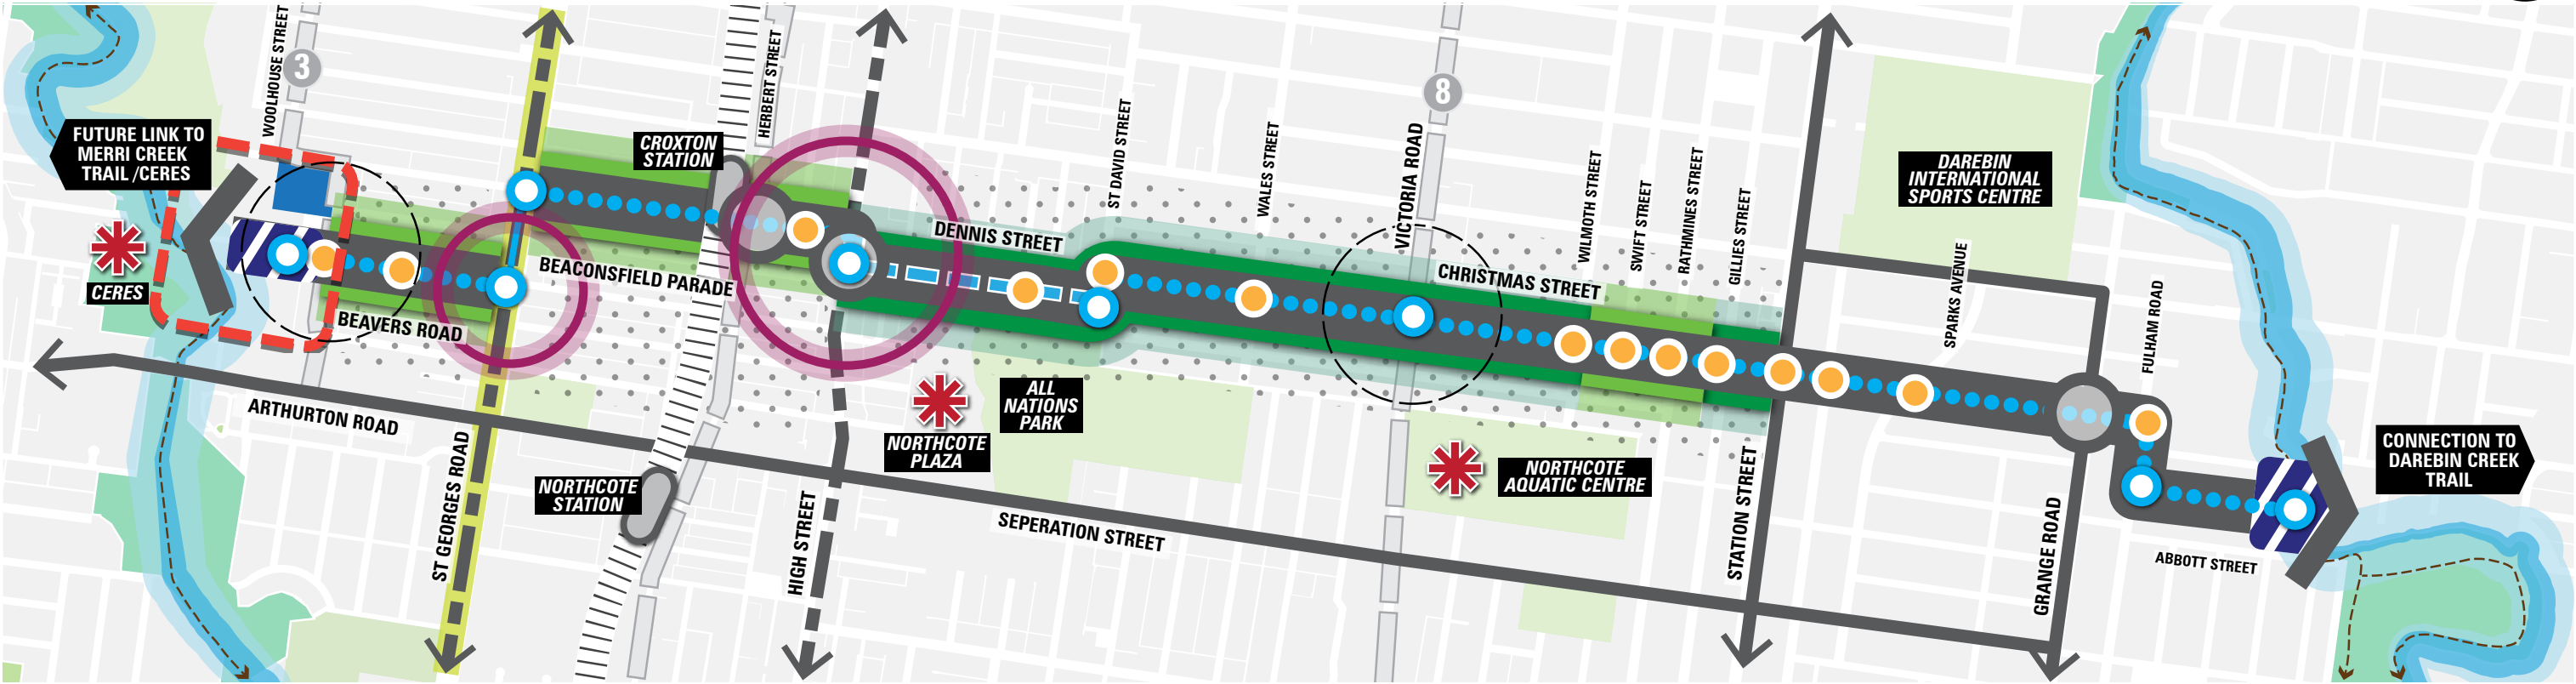 WOOLHOUSE STREET
3
FUTURE LINK TO
MERRI CREEK
TRAIL /CERES
CERES
BEAVERS ROAD
ARTHURTON ROAD
ST GEORGES ROAD
BEACONSFIELD PARADE
CROXTON
STATION
HERBERT STREET
NORTHCOTE
STATION
HIGH STREET
DENNIS STREET
NORTHCOTE
PLAZA
ALL
NATIONS
PARK
SEPERATION STREET
ST DAVID STREET
WALES STREET
8
VICTORIA ROAD
CHRISTMAS STREET
NORTHCOTE
AQUATIC CENTRE
WILMOTH STREET
SWIFT STREET
RATHMINES STREET
GILLIES STREET
STATION STREET
DAREBIN
INTERNATIONAL
SPORTS CENTRE
SPARKS AVENUE
FULHAM ROAD
GRANGE ROAD
ABBOTT STREET
CONNECTION TO
DAREBIN CREEK
TRAIL